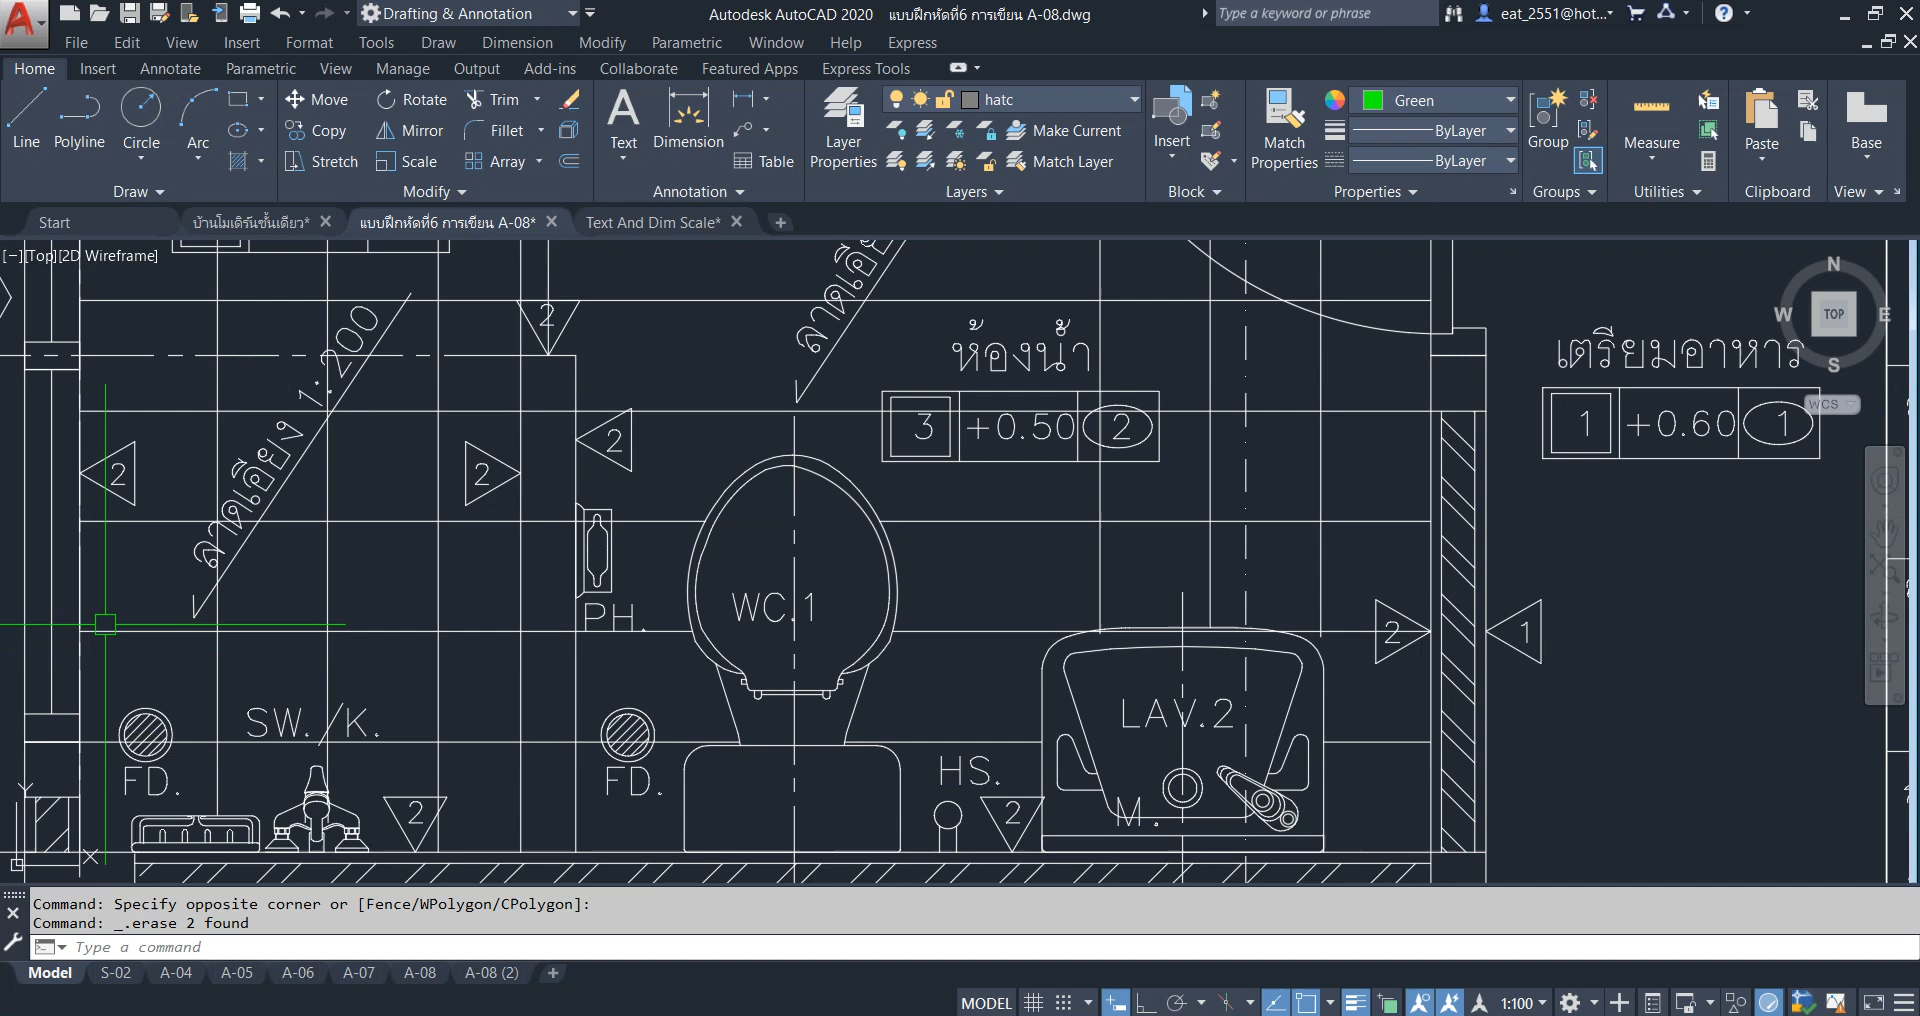 Drafting & Annotation
Autodesk AutoCAD 2020 แบบฝึกหัดที่6 การเขียน A-08.dwg
Type a keyword or phrase
eat_2551@hot...
File Edit View Insert Format Tools Draw Dimension Modify Parametric Window Help Express
Home Insert Annotate Parametric View Manage Output Add-ins Collaborate Featured Apps Express Tools
Move Rotate Trim
hatc
Green
Copy Mirror Fillet
Make Current
ByLayer
Line Polyline Circle Arc
Text Dimension
Layer Properties
Insert
Match Properties
Group
Measure
Paste
Base
Stretch Scale Array
Table
Match Layer
ByLayer
Draw Modify Annotation Layers Block Properties Groups Utilities Clipboard View
Start บ้านโมเดิร์นชั้นเดียว* แบบฝึกหัดที่6 การเขียน A-08* Text And Dim Scale*
[−][Top][2D Wireframe]
N
W TOP E
S
WCS
ลาดเอียง 1:200
ลาดเอีย
2
ห้องน้ำ
3 +0.50 2
เตรียมอาหาร
1 +0.60 1
2
2
2
PH.
WC.1
2
1
SW./K.
LAV.2
FD.
FD.
HS.
2
2
M.
Y
X
Command: Specify opposite corner or [Fence/WPolygon/CPolygon]:
Command: _.erase 2 found
Type a command
Model S-02 A-04 A-05 A-06 A-07 A-08 A-08 (2)
MODEL
1:100